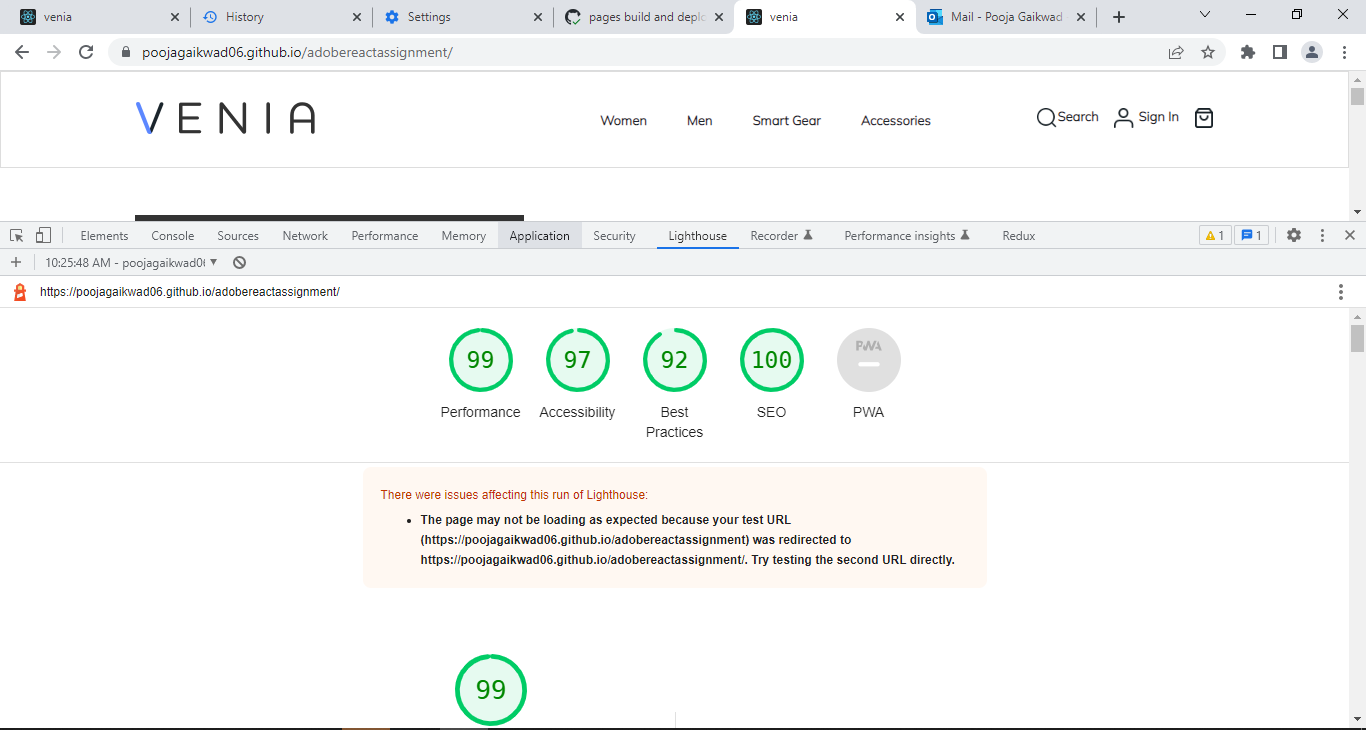 venia
History
Settings
pages build and deplo
venia
Mail - Pooja Gaikwad
poojagaikwad06.github.io/adobereactassignment/
VENIA
Women
Men
Smart Gear
Accessories
Search
Sign In
Elements
Console
Sources
Network
Performance
Memory
Application
Security
Lighthouse
Recorder
Performance insights
Redux
1
1
10:25:48 AM - poojagaikwad0
https://poojagaikwad06.github.io/adobereactassignment/
99
97
92
100
PWA
Performance
Accessibility
Best
Practices
SEO
PWA
There were issues affecting this run of Lighthouse:
The page may not be loading as expected because your test URL
(https://poojagaikwad06.github.io/adobereactassignment) was redirected to
https://poojagaikwad06.github.io/adobereactassignment/. Try testing the second URL directly.
99